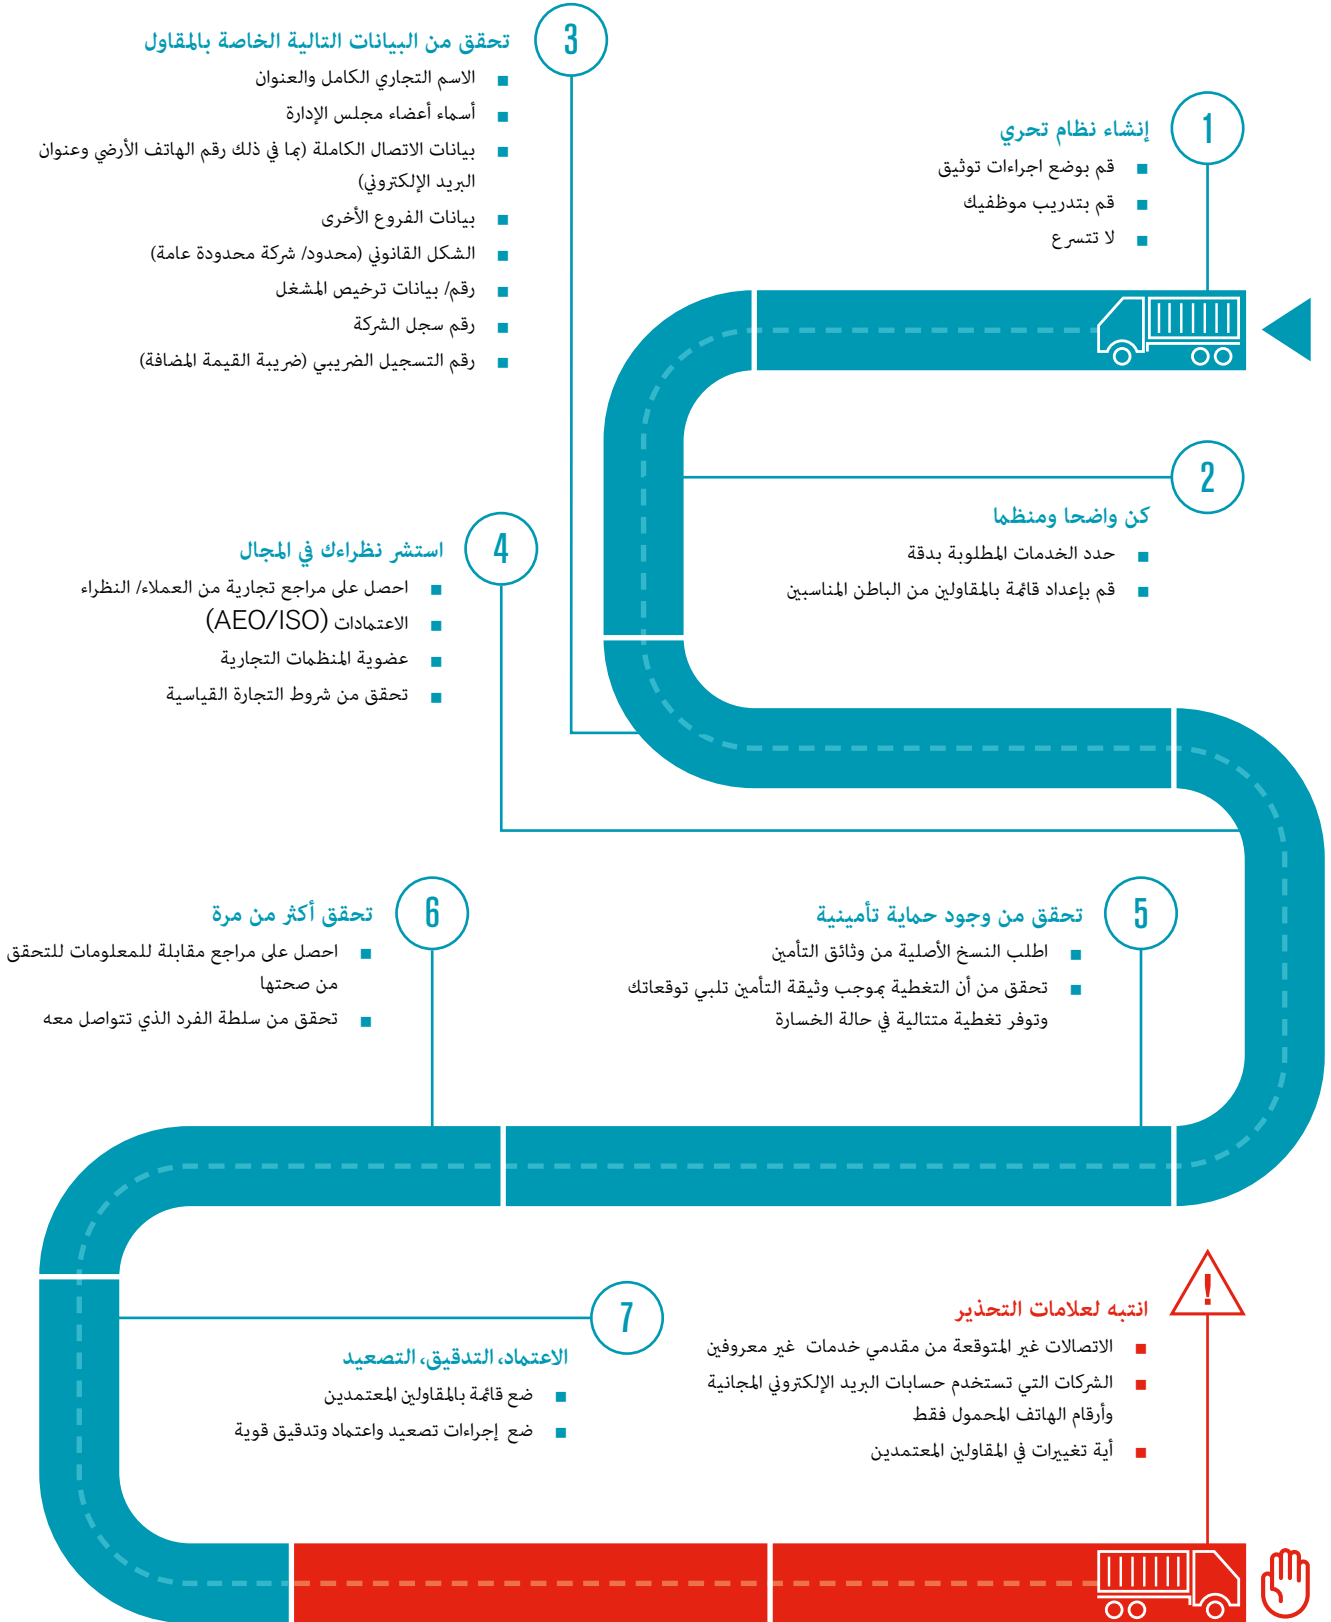 1
إنشاء نظام تحري
قم بوضع اجراءات توثيق
قم بتدريب موظفيك
لا تتسرع
2
كن واضحا ومنظما
حدد الخدمات المطلوبة بدقة
قم بإعداد قائمة بالمقاولين من الباطن المناسبين
3
تحقق من البيانات التالية الخاصة بالمقاول
الاسم التجاري الكامل والعنوان
أسماء أعضاء مجلس الإدارة
بيانات الاتصال الكاملة (بما في ذلك رقم الهاتف الأرضي وعنوان
البريد الإلكتروني)
بيانات الفروع الأخرى
الشكل القانوني (محدود/ شركة محدودة عامة)
رقم/ بيانات ترخيص المشغل
رقم سجل الشركة
رقم التسجيل الضريبي (ضريبة القيمة المضافة)
4
استشر نظراءك في المجال
احصل على مراجع تجارية من العملاء/ النظراء
الاعتمادات (AEO/ISO)
عضوية المنظمات التجارية
تحقق من شروط التجارة القياسية
5
تحقق من وجود حماية تأمينية
اطلب النسخ الأصلية من وثائق التأمين
تحقق من أن التغطية بموجب وثيقة التأمين تلبي توقعاتك
وتوفر تغطية متتالية في حالة الخسارة
6
تحقق أكثر من مرة
احصل على مراجع مقابلة للمعلومات للتحقق
من صحتها
تحقق من سلطة الفرد الذي تتواصل معه
7
الاعتماد، التدقيق، التصعيد
ضع قائمة بالمقاولين المعتمدين
ضع إجراءات تصعيد واعتماد وتدقيق قوية
!
انتبه لعلامات التحذير
الاتصالات غير المتوقعة من مقدمي خدمات غير معروفين
الشركات التي تستخدم حسابات البريد الإلكتروني المجانية
وأرقام الهاتف المحمول فقط
أية تغييرات في المقاولين المعتمدين